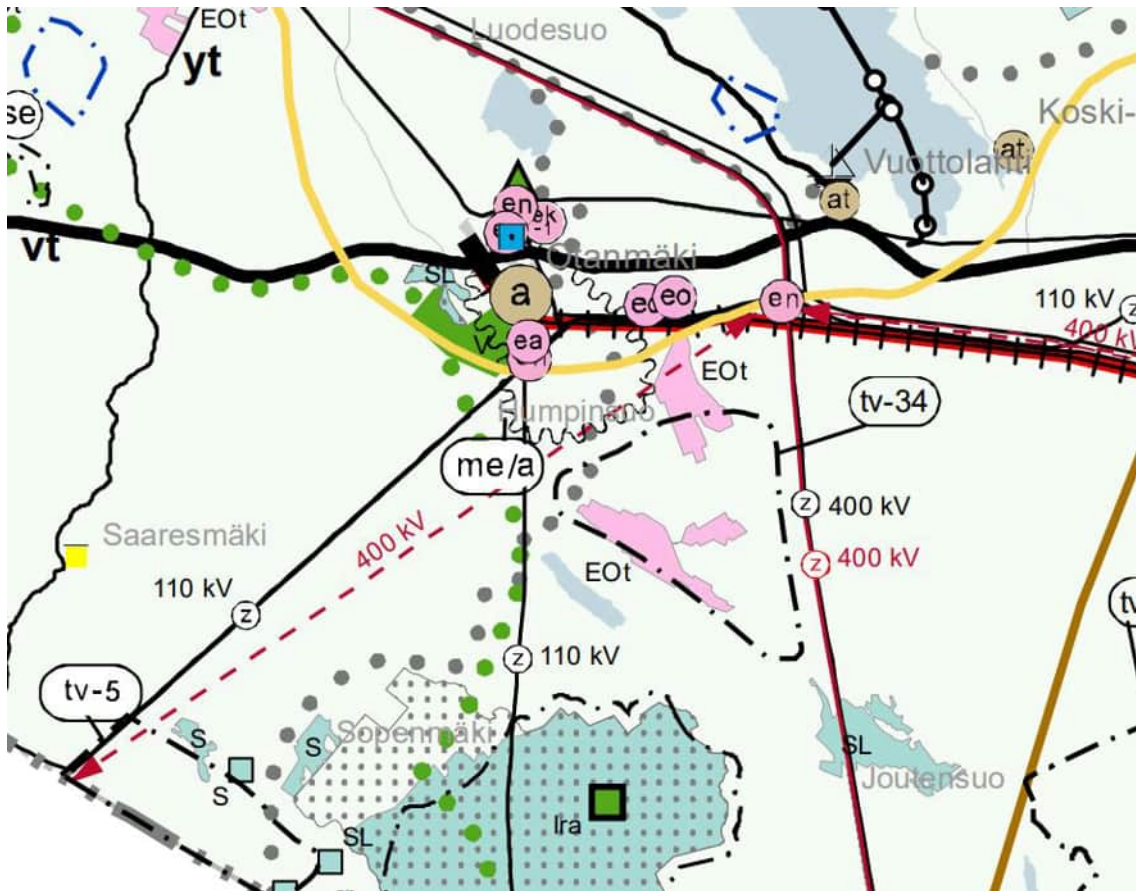 EOt
yt
Luodesuo
se
Koski-
at
Vuottolahti
at
en
ek
-1
vt
Otanmäki
SL
a
eo
en
110 kV
z
400 kV
V
ea
EOt
tv-34
Humpinsuo
me/a
z
400 kV
400 kV
Saaresmäki
z
400 kV
EOt
110 kV
z
z
110 kV
tv-5
S
S
Sopenmäki
SL
Joutensuo
S
Ira
SL